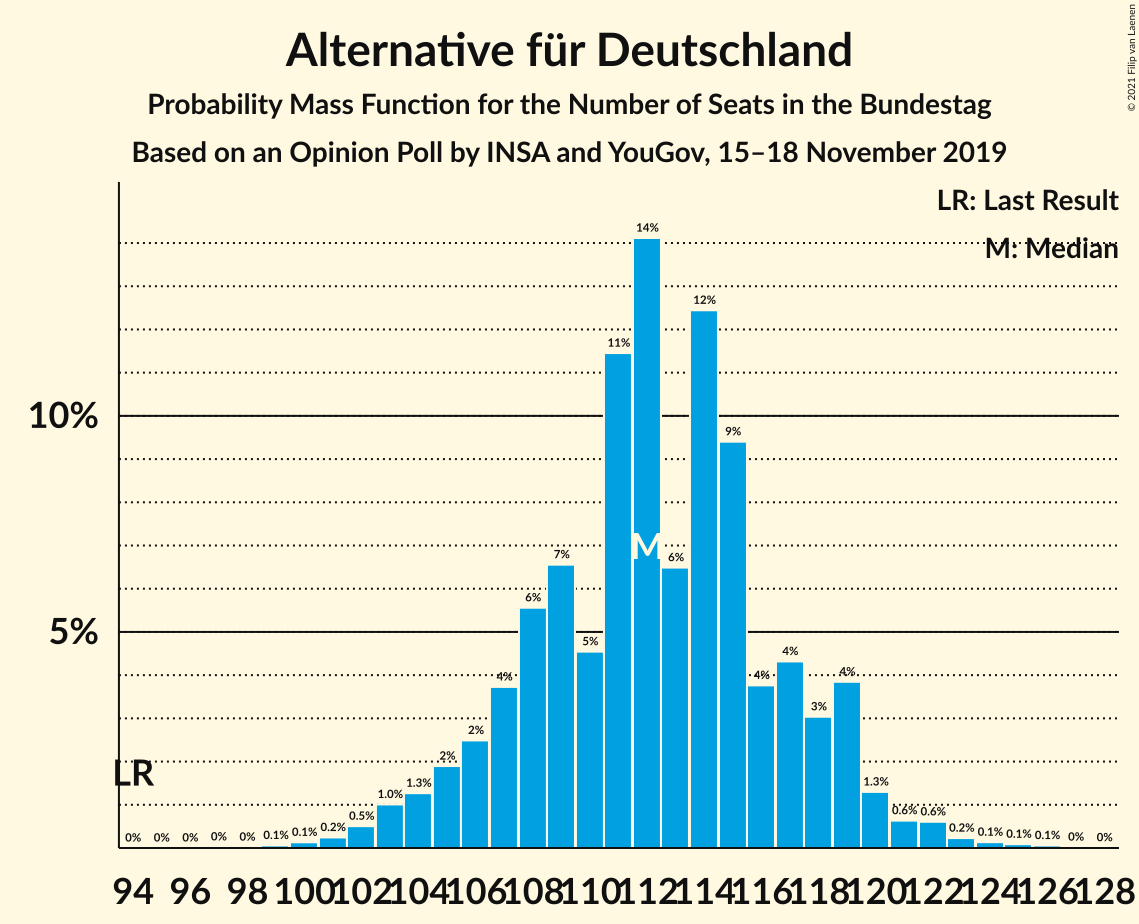 Alternative für Deutschland
Probability Mass Function for the Number of Seats in the Bundestag
Based on an Opinion Poll by INSA and YouGov, 15–18 November 2019
© 2021 Filip van Laenen
LR: Last Result
M: Median
10%
5%
LR
M
0% 0% 0% 0% 0% 0.1% 0.1% 0.2% 0.5% 1.0% 1.3% 2% 2% 4% 6% 7% 5% 11% 14% 6% 12% 9% 4% 4% 3% 4% 1.3% 0.6% 0.6% 0.2% 0.1% 0.1% 0.1% 0% 0%
94 96 98 100 102 104 106 108 110 112 114 116 118 120 122 124 126 128